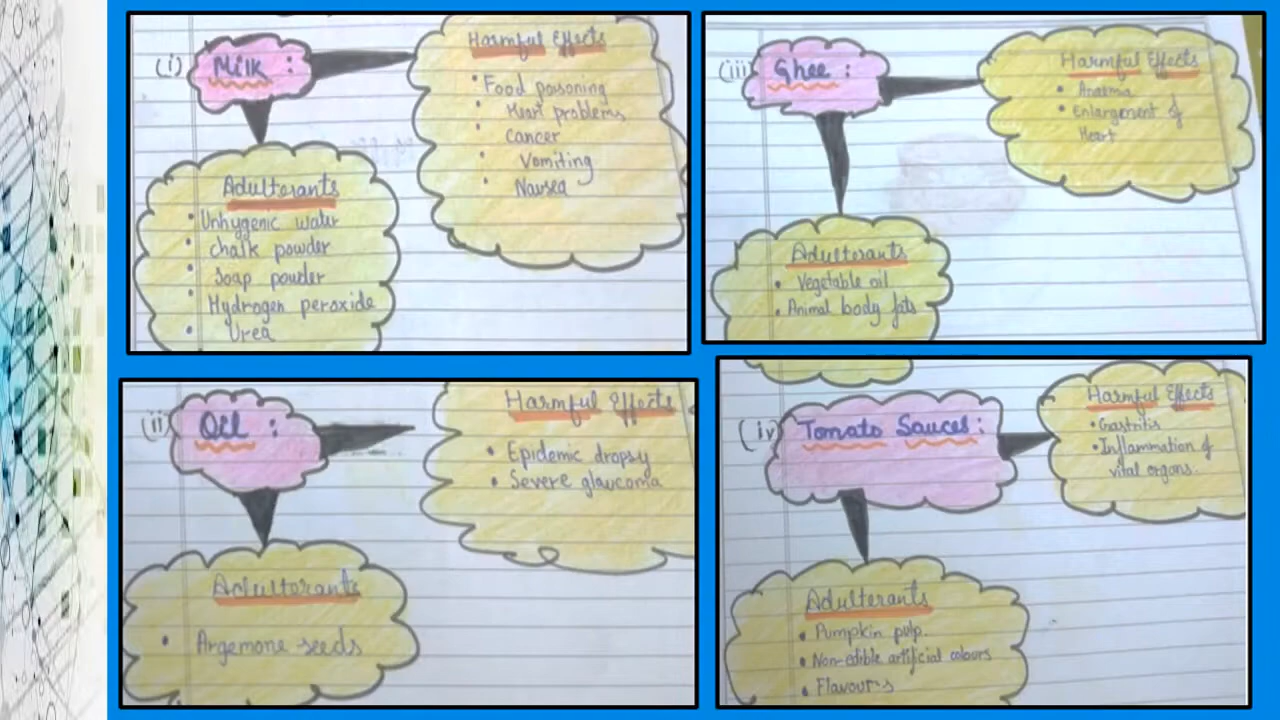 (i) Milk :
Harmful Effects
• Food poisoning
• Heart problems
• Cancer
• Vomiting
• Nausea
Adulterants
• Unhygenic water
• chalk powder
• Soap powder
• Hydrogen peroxide
• Urea
(iii) Ghee :
Harmful Effects
• Anaemia
• Enlargement of
Heart
Adulterants
• Vegetable oil
• Animal body fats
(ii) Oil :
Harmful Effects
• Epidemic dropsy
• Severe glaucoma
Adulterants
• Argemone seeds
(iv) Tomato Sauces :
Harmful Effects
• Gastritis
• Inflammation of
vital organs.
Adulterants
• Pumpkin pulp.
• Non-edible artificial colours
• Flavours